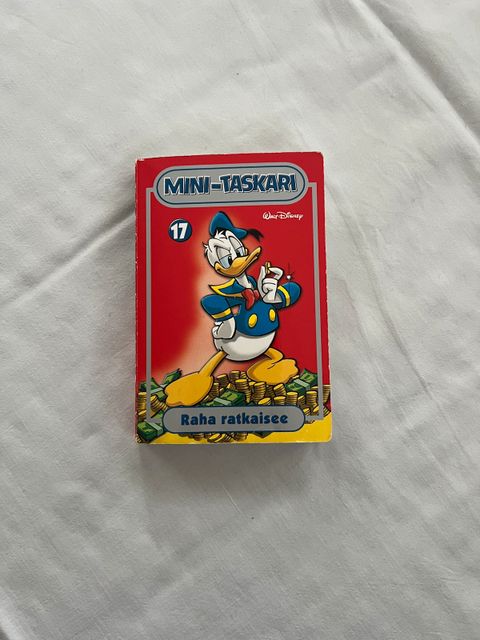 MINI-TASKARI
Walt Disney
17
Raha ratkaisee